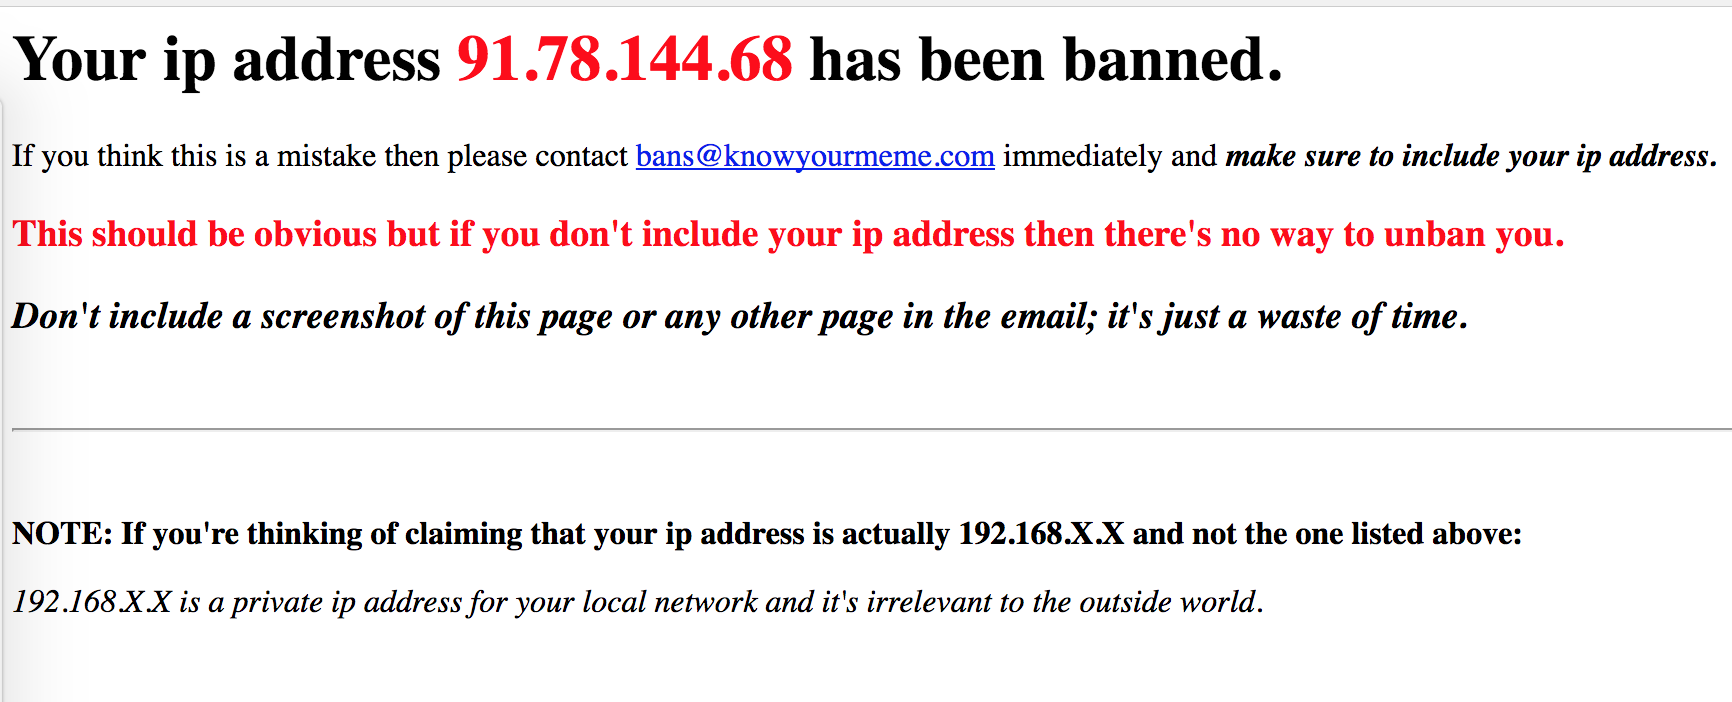 Your ip address 91.78.144.68 has been banned.
If you think this is a mistake then please contact bans@knowyourmeme.com immediately and make sure to include your ip address.
This should be obvious but if you don't include your ip address then there's no way to unban you.
Don't include a screenshot of this page or any other page in the email; it's just a waste of time.
NOTE: If you're thinking of claiming that your ip address is actually 192.168.X.X and not the one listed above:
192.168.X.X is a private ip address for your local network and it's irrelevant to the outside world.